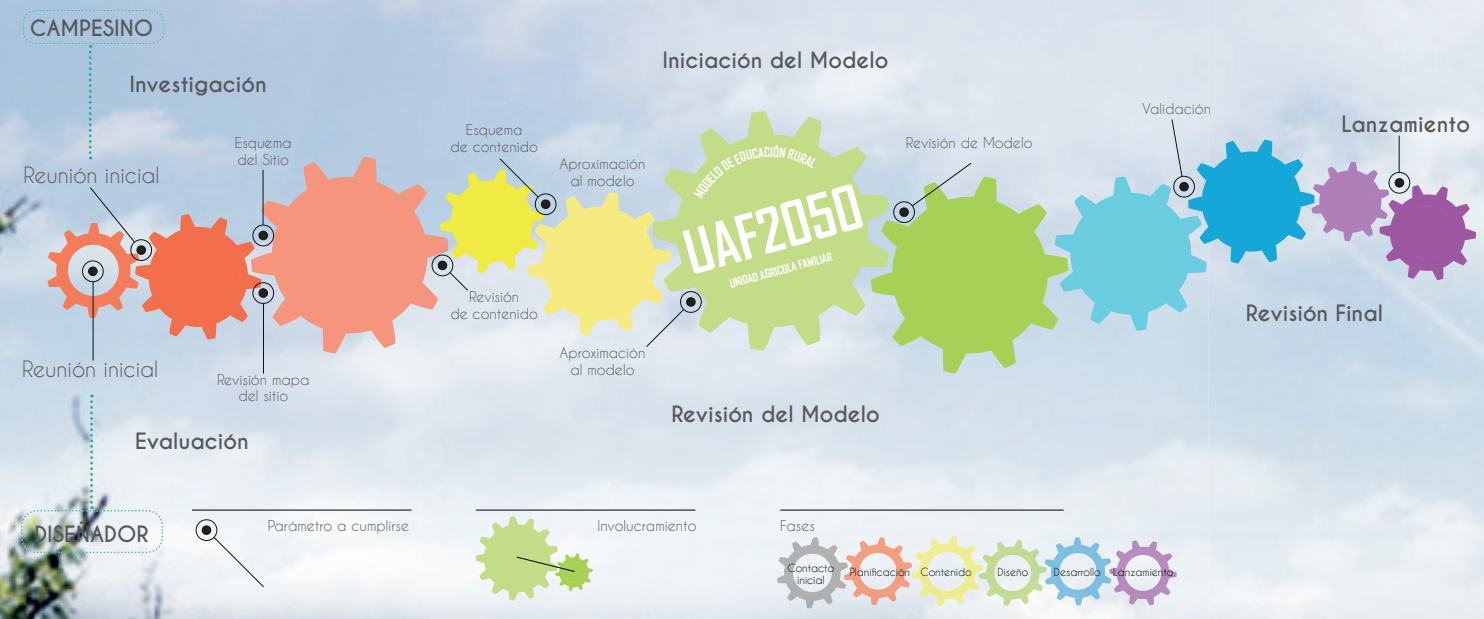 CAMPESINO
Investigación
Iniciación del Modelo
Esquema
del Sitio
Reunión inicial
Esquema
de contenido
Aproximación
al modelo
MODELO DE EDUCACIÓN RURAL
UAF2050
UNIDAD AGRICOLA FAMILIAR
Revisión de Modelo
Validación
Lanzamiento
Reunión inicial
Revisión mapa
del sitio
Revisión
de contenido
Aproximación
al modelo
Revisión Final
Evaluación
Revisión del Modelo
DISEÑADOR
Parámetro a cumplirse
Involucramiento
Fases
Contacto
inicial
Planificación
Contenido
Diseño
Desarrollo
Lanzamiento